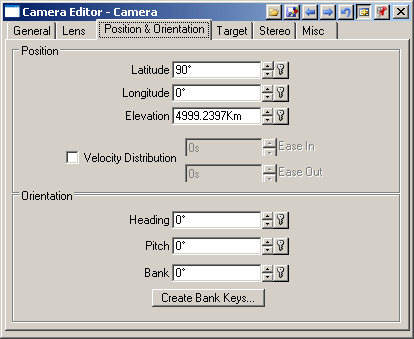 Camera Editor - Camera
General Lens Position & Orientation Target Stereo Misc
Position
Latitude 90°
Longitude 0°
Elevation 4999.2397Km
Velocity Distribution 0s Ease In
0s Ease Out
Orientation
Heading 0°
Pitch 0°
Bank 0°
Create Bank Keys...